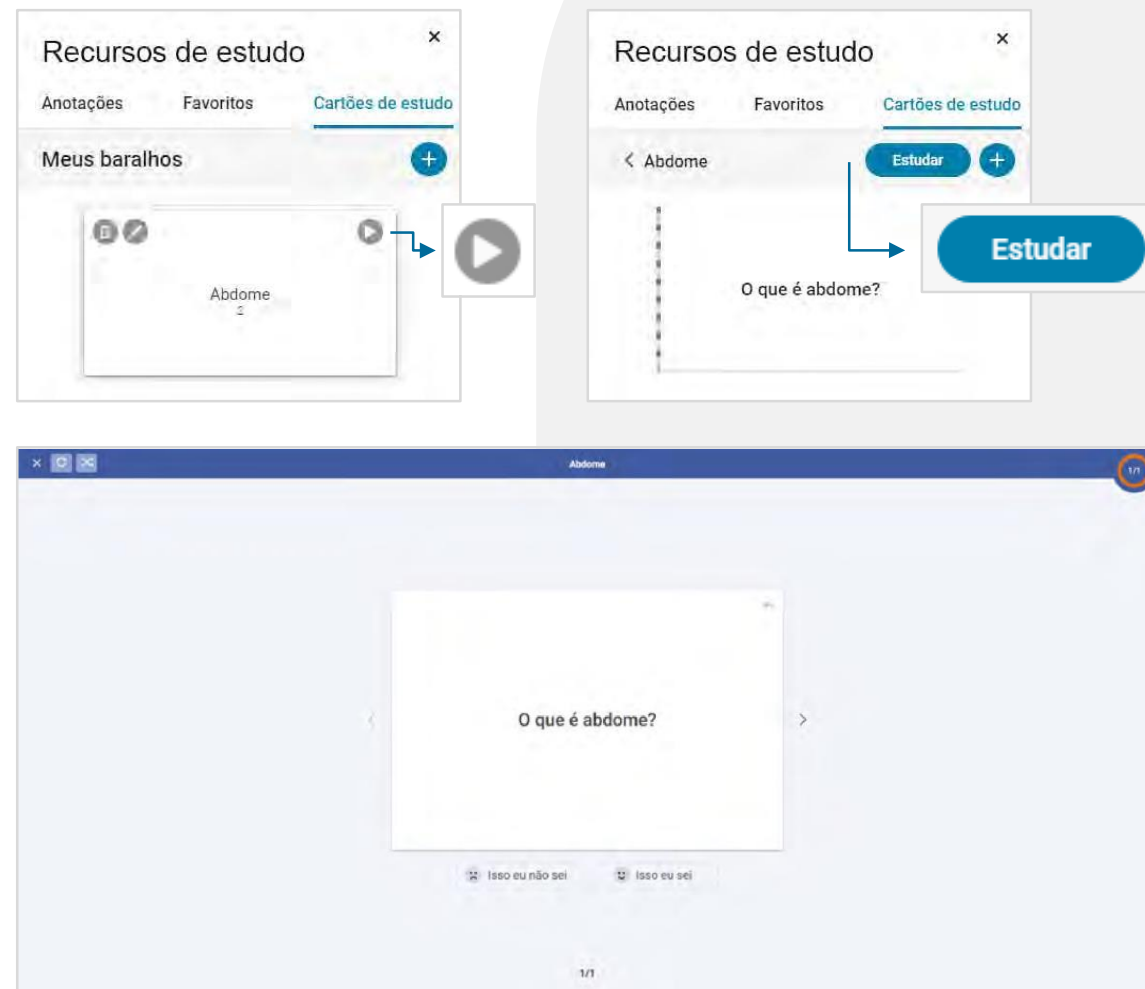 Recursos de estudo
Anotações Favoritos Cartões de estudo
Meus baralhos
Abdome
2
Recursos de estudo
Anotações Favoritos Cartões de estudo
Abdome Estudar
O que é abdome?
Estudar
Abdome
1/1
O que é abdome?
Isso eu não sei Isso eu sei
1/1